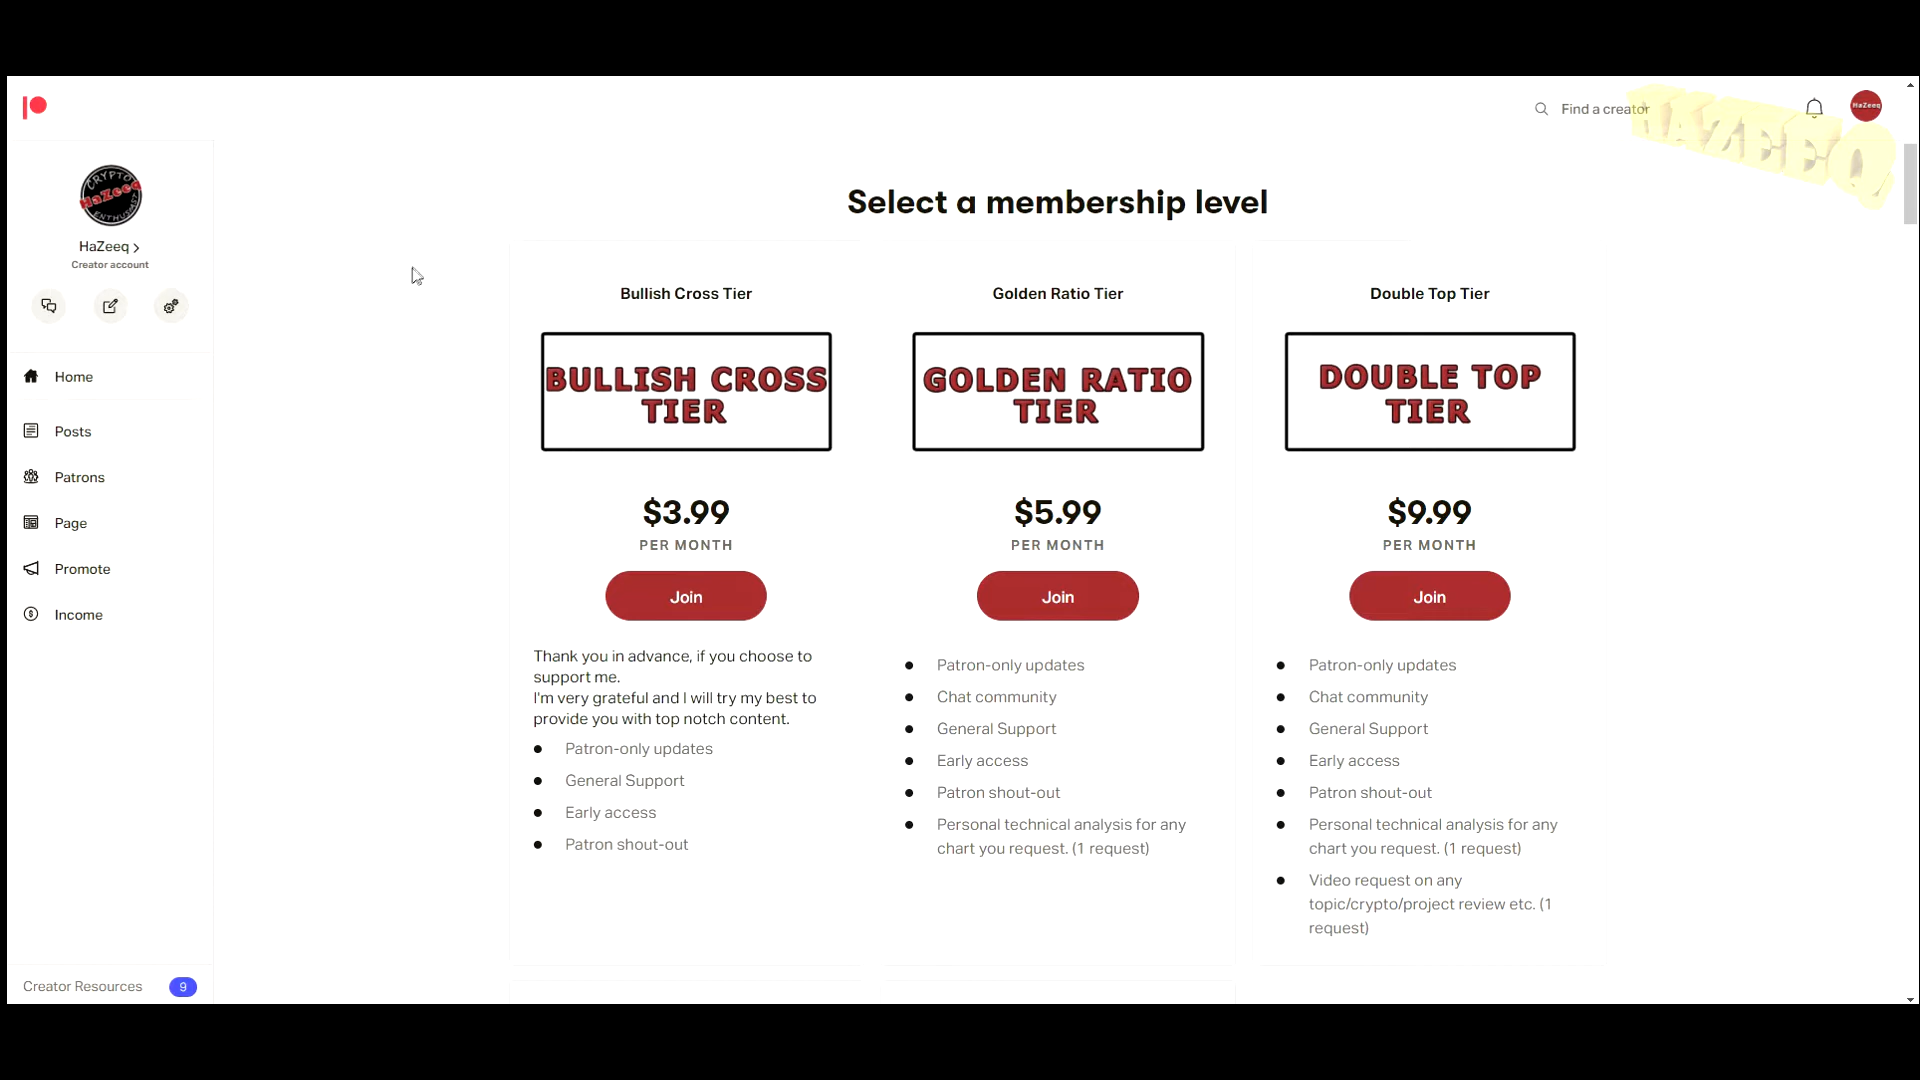 Find a creator
HAZEEQ
HaZeeq
CRYPTO
HaZeeq
ENTHUSIAST
HaZeeq
Creator account
Home
Posts
Patrons
Page
Promote
Income
Creator Resources
9
Select a membership level
Bullish Cross Tier
BULLISH CROSS
TIER
$3.99
PER MONTH
Join
Thank you in advance, if you choose to
support me.
I'm very grateful and I will try my best to
provide you with top notch content.
Patron-only updates
General Support
Early access
Patron shout-out
Golden Ratio Tier
GOLDEN RATIO
TIER
$5.99
PER MONTH
Join
Patron-only updates
Chat community
General Support
Early access
Patron shout-out
Personal technical analysis for any
chart you request. (1 request)
Double Top Tier
DOUBLE TOP
TIER
$9.99
PER MONTH
Join
Patron-only updates
Chat community
General Support
Early access
Patron shout-out
Personal technical analysis for any
chart you request. (1 request)
Video request on any
topic/crypto/project review etc. (1
request)